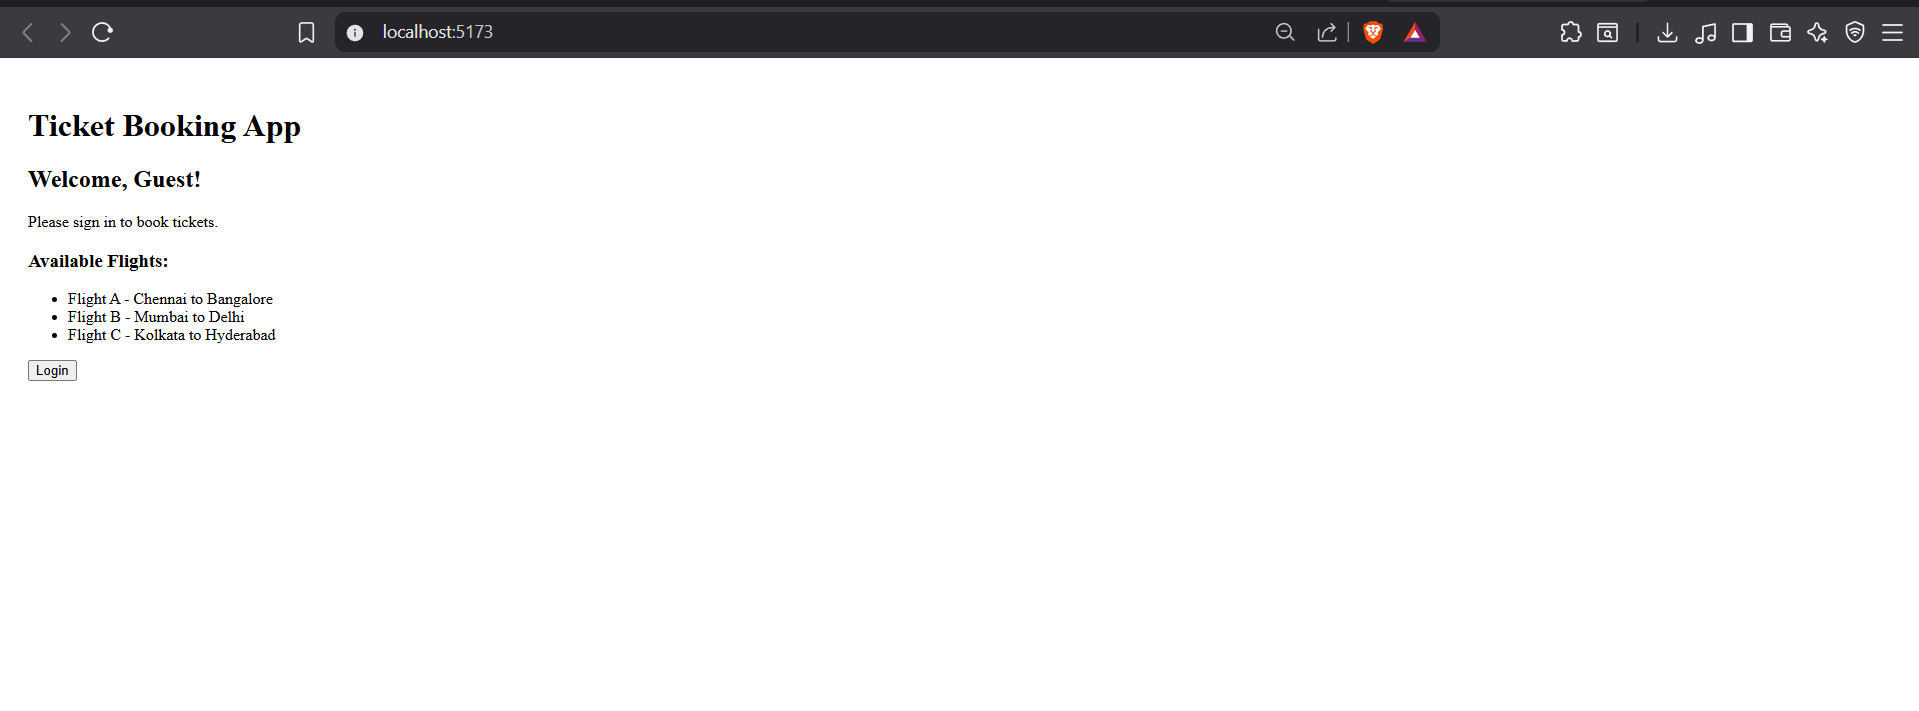 localhost:5173
Ticket Booking App
Welcome, Guest!
Please sign in to book tickets.
Available Flights:
• Flight A - Chennai to Bangalore
• Flight B - Mumbai to Delhi
• Flight C - Kolkata to Hyderabad
Login